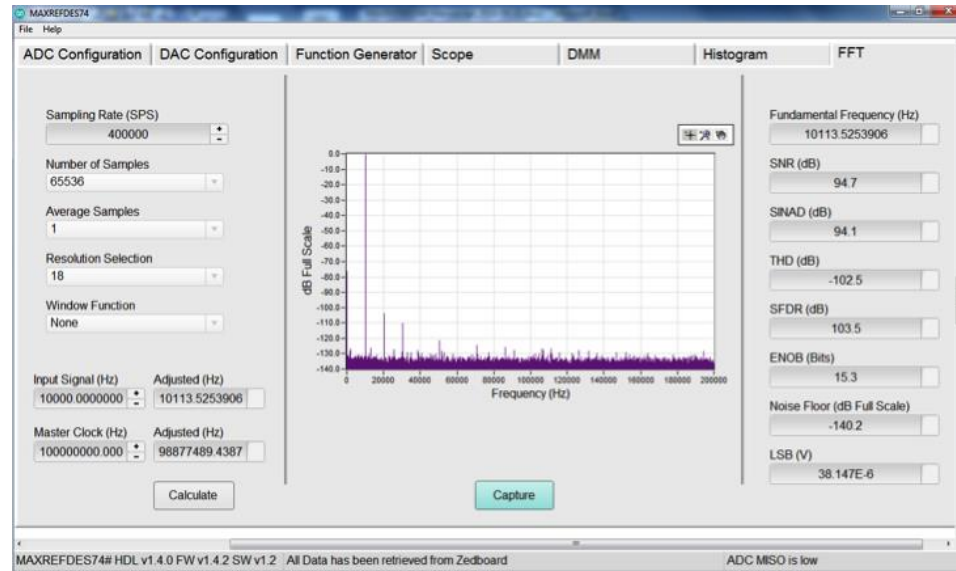 MAXREFDES74
File Help
ADC Configuration DAC Configuration Function Generator Scope DMM Histogram FFT
Sampling Rate (SPS)
400000
Number of Samples
65536
Average Samples
1
Resolution Selection
18
Window Function
None
Input Signal (Hz) Adjusted (Hz)
10000.0000000 10113.5253906
Master Clock (Hz) Adjusted (Hz)
100000000.000 98877489.4387
Calculate
dB Full Scale
0.0
-10.0
-20.0
-30.0
-40.0
-50.0
-60.0
-70.0
-80.0
-90.0
-100.0
-110.0
-120.0
-130.0
-140.0
0 20000 40000 60000 80000 100000 120000 140000 160000 180000 200000
Frequency (Hz)
Capture
Fundamental Frequency (Hz)
10113.5253906
SNR (dB)
94.7
SINAD (dB)
94.1
THD (dB)
-102.5
SFDR (dB)
103.5
ENOB (Bits)
15.3
Noise Floor (dB Full Scale)
-140.2
LSB (V)
38.147E-6
MAXREFDES74# HDL v1.4.0 FW v1.4.2 SW v1.2 All Data has been retrieved from Zedboard ADC MISO is low